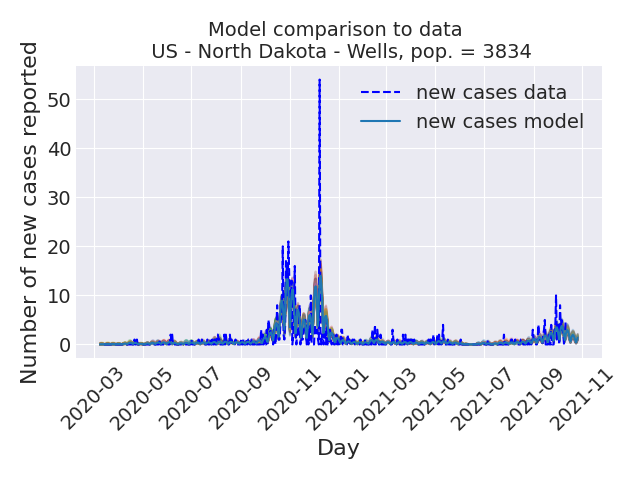 Model comparison to data
US - North Dakota - Wells, pop. = 3834
Number of new cases reported
50
40
30
20
10
0
new cases data
new cases model
2020-03
2020-05
2020-07
2020-09
2020-11
2021-01
2021-03
2021-05
2021-07
2021-09
2021-11
Day